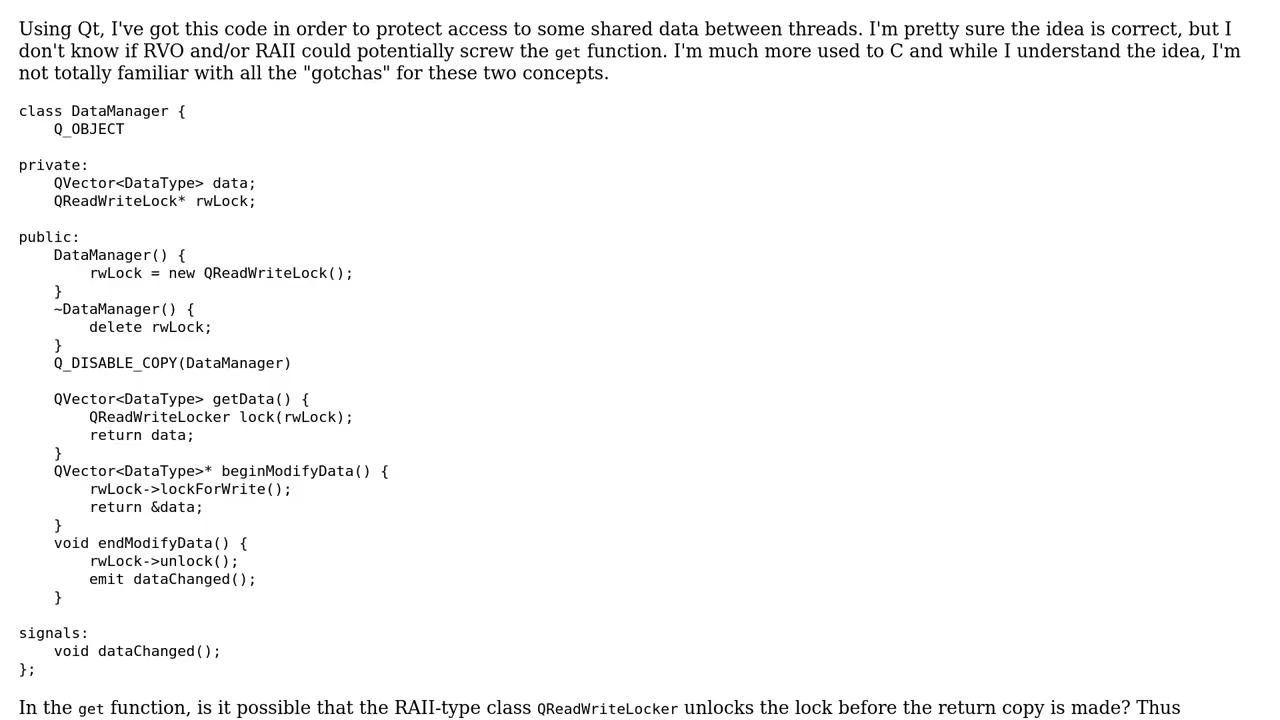 Using Qt, I've got this code in order to protect access to some shared data between threads. I'm pretty sure the idea is correct, but I
don't know if RVO and/or RAII could potentially screw the get function. I'm much more used to C and while I understand the idea, I'm
not totally familiar with all the "gotchas" for these two concepts.
class DataManager {
    Q_OBJECT
private:
    QVector<DataType> data;
    QReadWriteLock* rwLock;
public:
    DataManager() {
        rwLock = new QReadWriteLock();
    }
    ~DataManager() {
        delete rwLock;
    }
    Q_DISABLE_COPY(DataManager)
    QVector<DataType> getData() {
        QReadWriteLocker lock(rwLock);
        return data;
    }
    QVector<DataType>* beginModifyData() {
        rwLock->lockForWrite();
        return &data;
    }
    void endModifyData() {
        rwLock->unlock();
        emit dataChanged();
    }
signals:
    void dataChanged();
};
In the get function, is it possible that the RAII-type class QReadWriteLocker unlocks the lock before the return copy is made? Thus